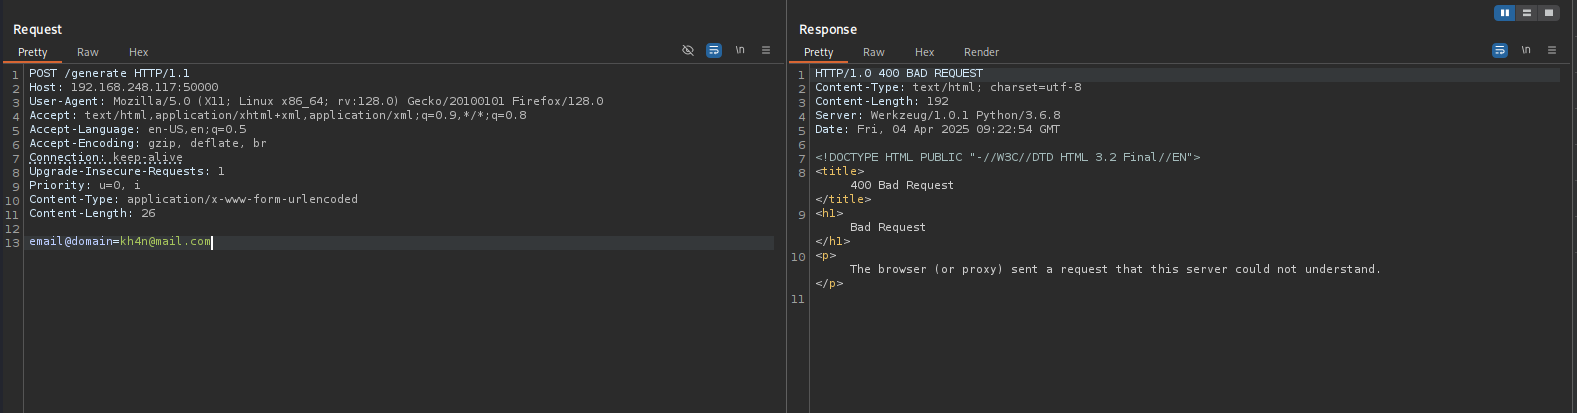 Request
Pretty Raw Hex
\n
1 POST /generate HTTP/1.1
2 Host: 192.168.248.117:50000
3 User-Agent: Mozilla/5.0 (X11; Linux x86_64; rv:128.0) Gecko/20100101 Firefox/128.0
4 Accept: text/html,application/xhtml+xml,application/xml;q=0.9,*/*;q=0.8
5 Accept-Language: en-US,en;q=0.5
6 Accept-Encoding: gzip, deflate, br
7 Connection: keep-alive
8 Upgrade-Insecure-Requests: 1
9 Priority: u=0, i
10 Content-Type: application/x-www-form-urlencoded
11 Content-Length: 26
12
13 email@domain=kh4n@mail.com
Response
Pretty Raw Hex Render
\n
1 HTTP/1.0 400 BAD REQUEST
2 Content-Type: text/html; charset=utf-8
3 Content-Length: 192
4 Server: Werkzeug/1.0.1 Python/3.6.8
5 Date: Fri, 04 Apr 2025 09:22:54 GMT
6
7 <!DOCTYPE HTML PUBLIC "-//W3C//DTD HTML 3.2 Final//EN">
8 <title>
400 Bad Request
</title>
9 <h1>
Bad Request
</h1>
10 <p>
The browser (or proxy) sent a request that this server could not understand.
</p>
11